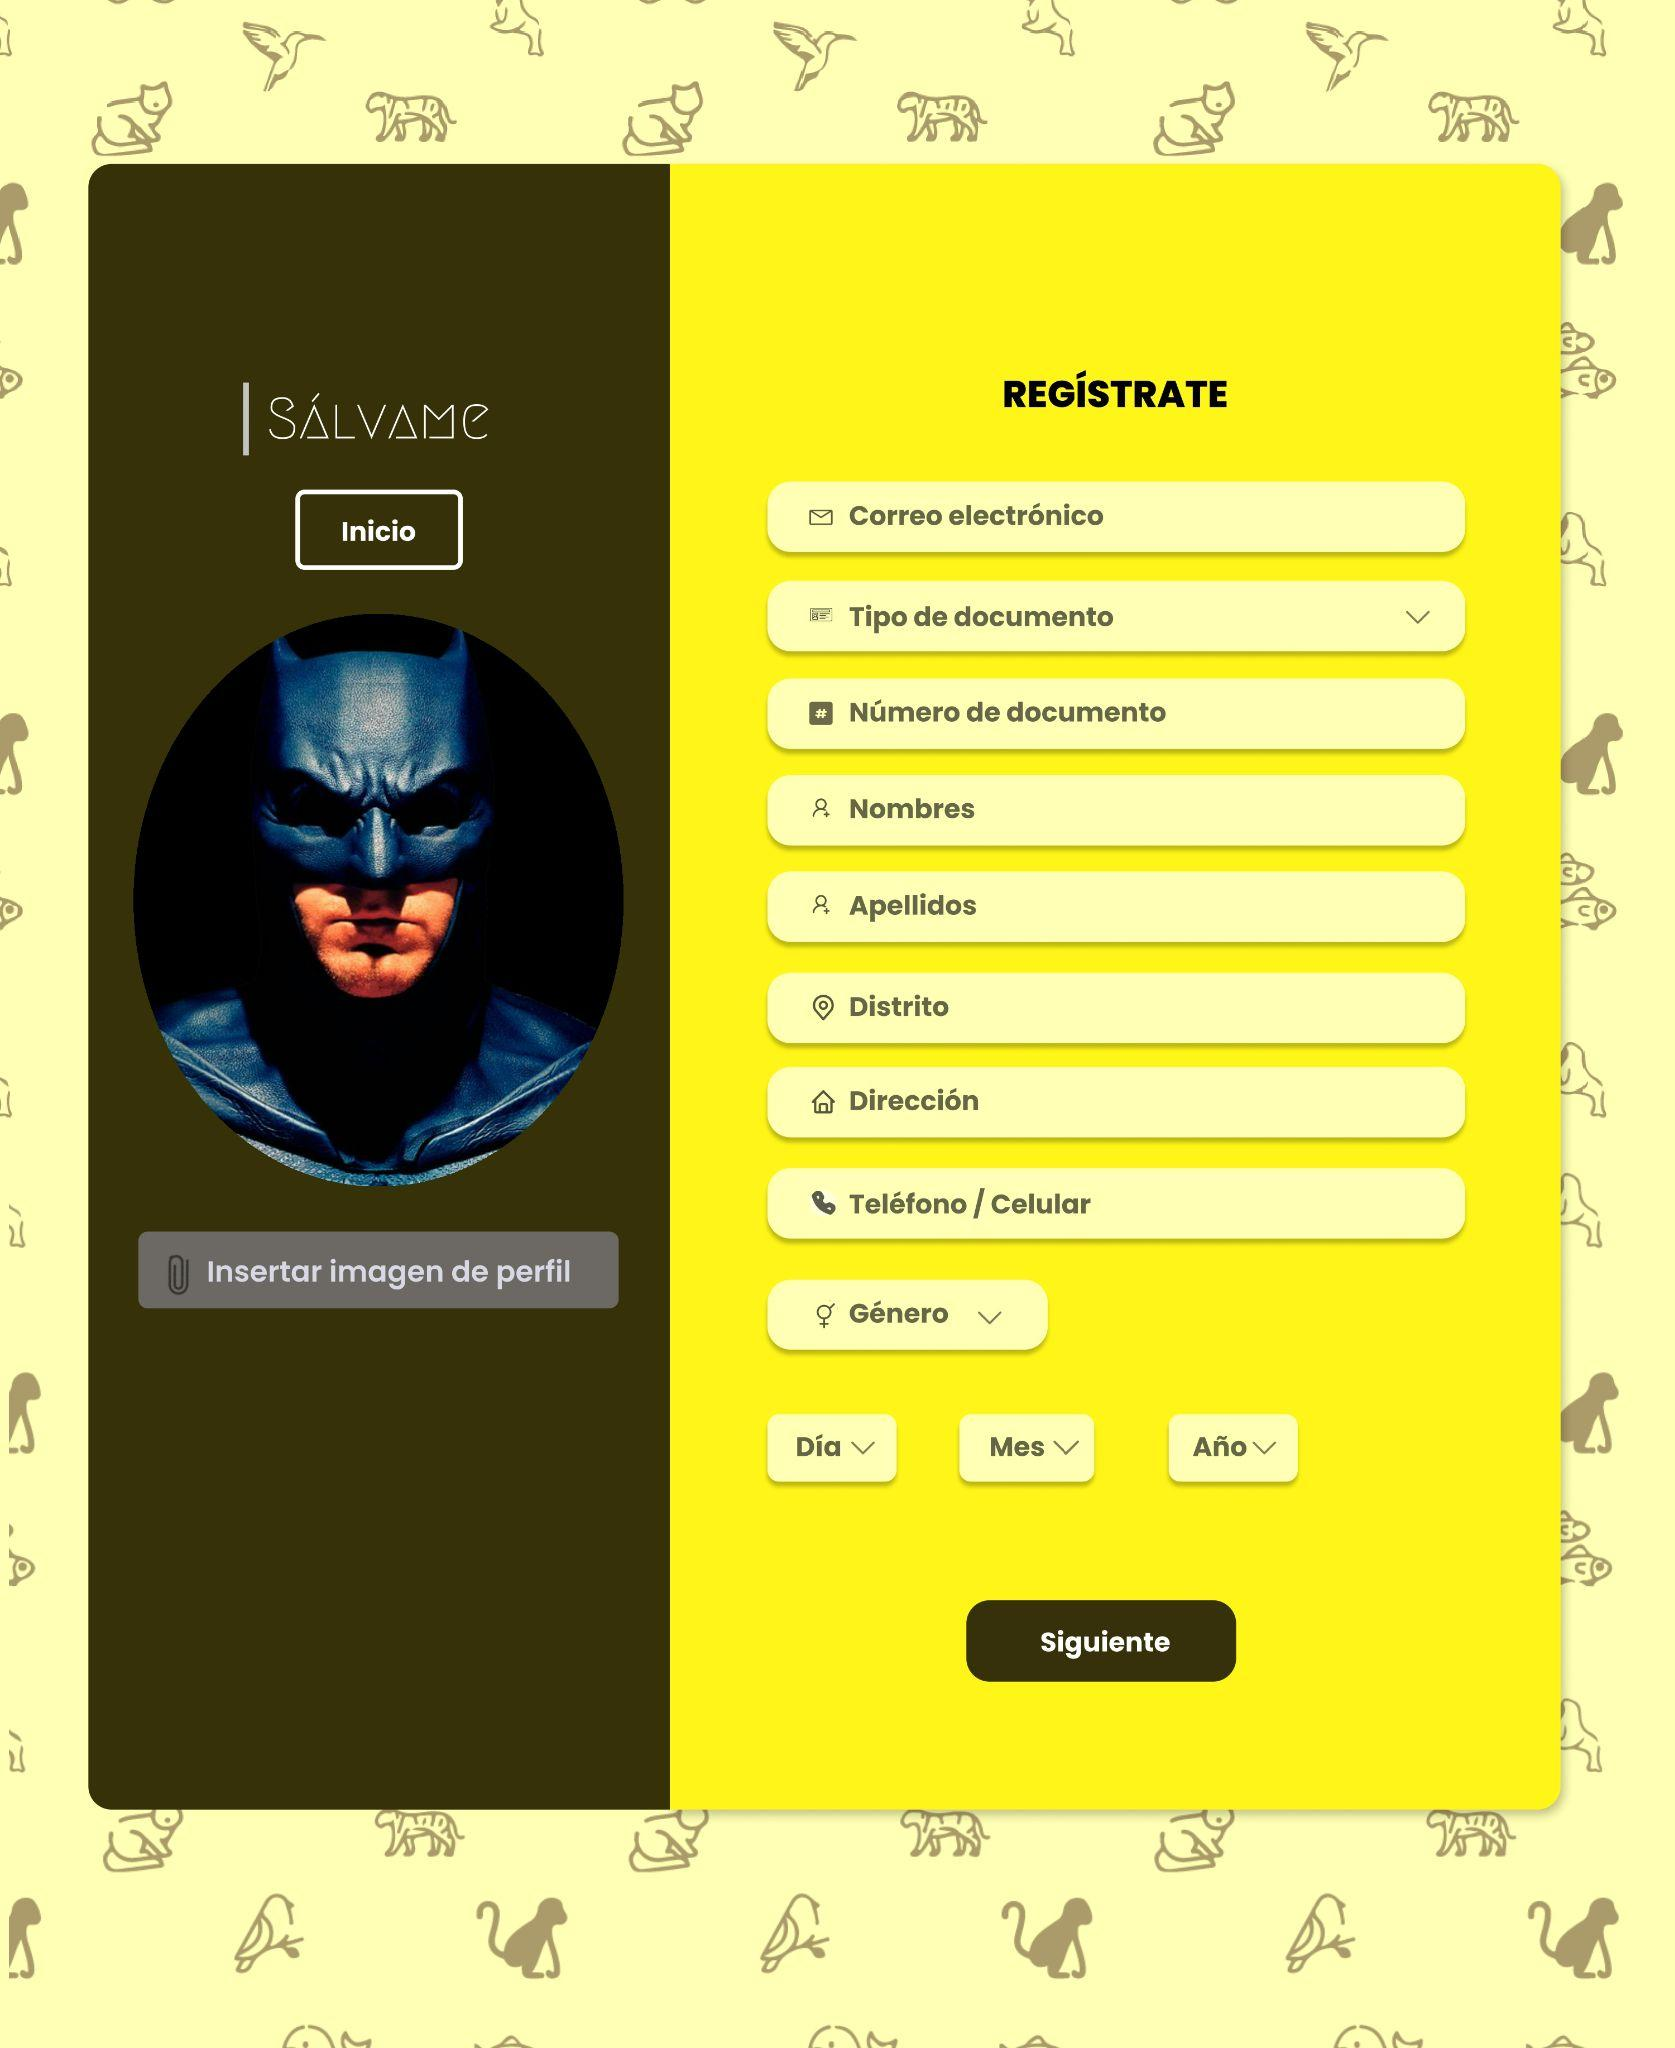 SÁLVAME
Inicio
Insertar imagen de perfil
REGÍSTRATE
Correo electrónico
Tipo de documento
# Número de documento
Nombres
Apellidos
Distrito
Dirección
Teléfono / Celular
Género
Día Mes Año
Siguiente